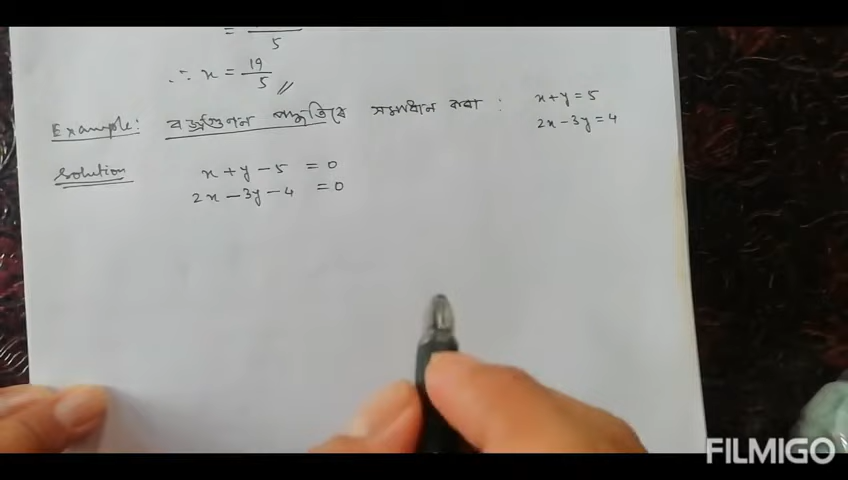 =
5
∴ x = 19/5 //
Example: বজ্ৰগুণন পদ্ধতিৰে সমাধান কৰা : x + y = 5
2x - 3y = 4
Solution x + y - 5 = 0
2x - 3y - 4 = 0
FILMIGO